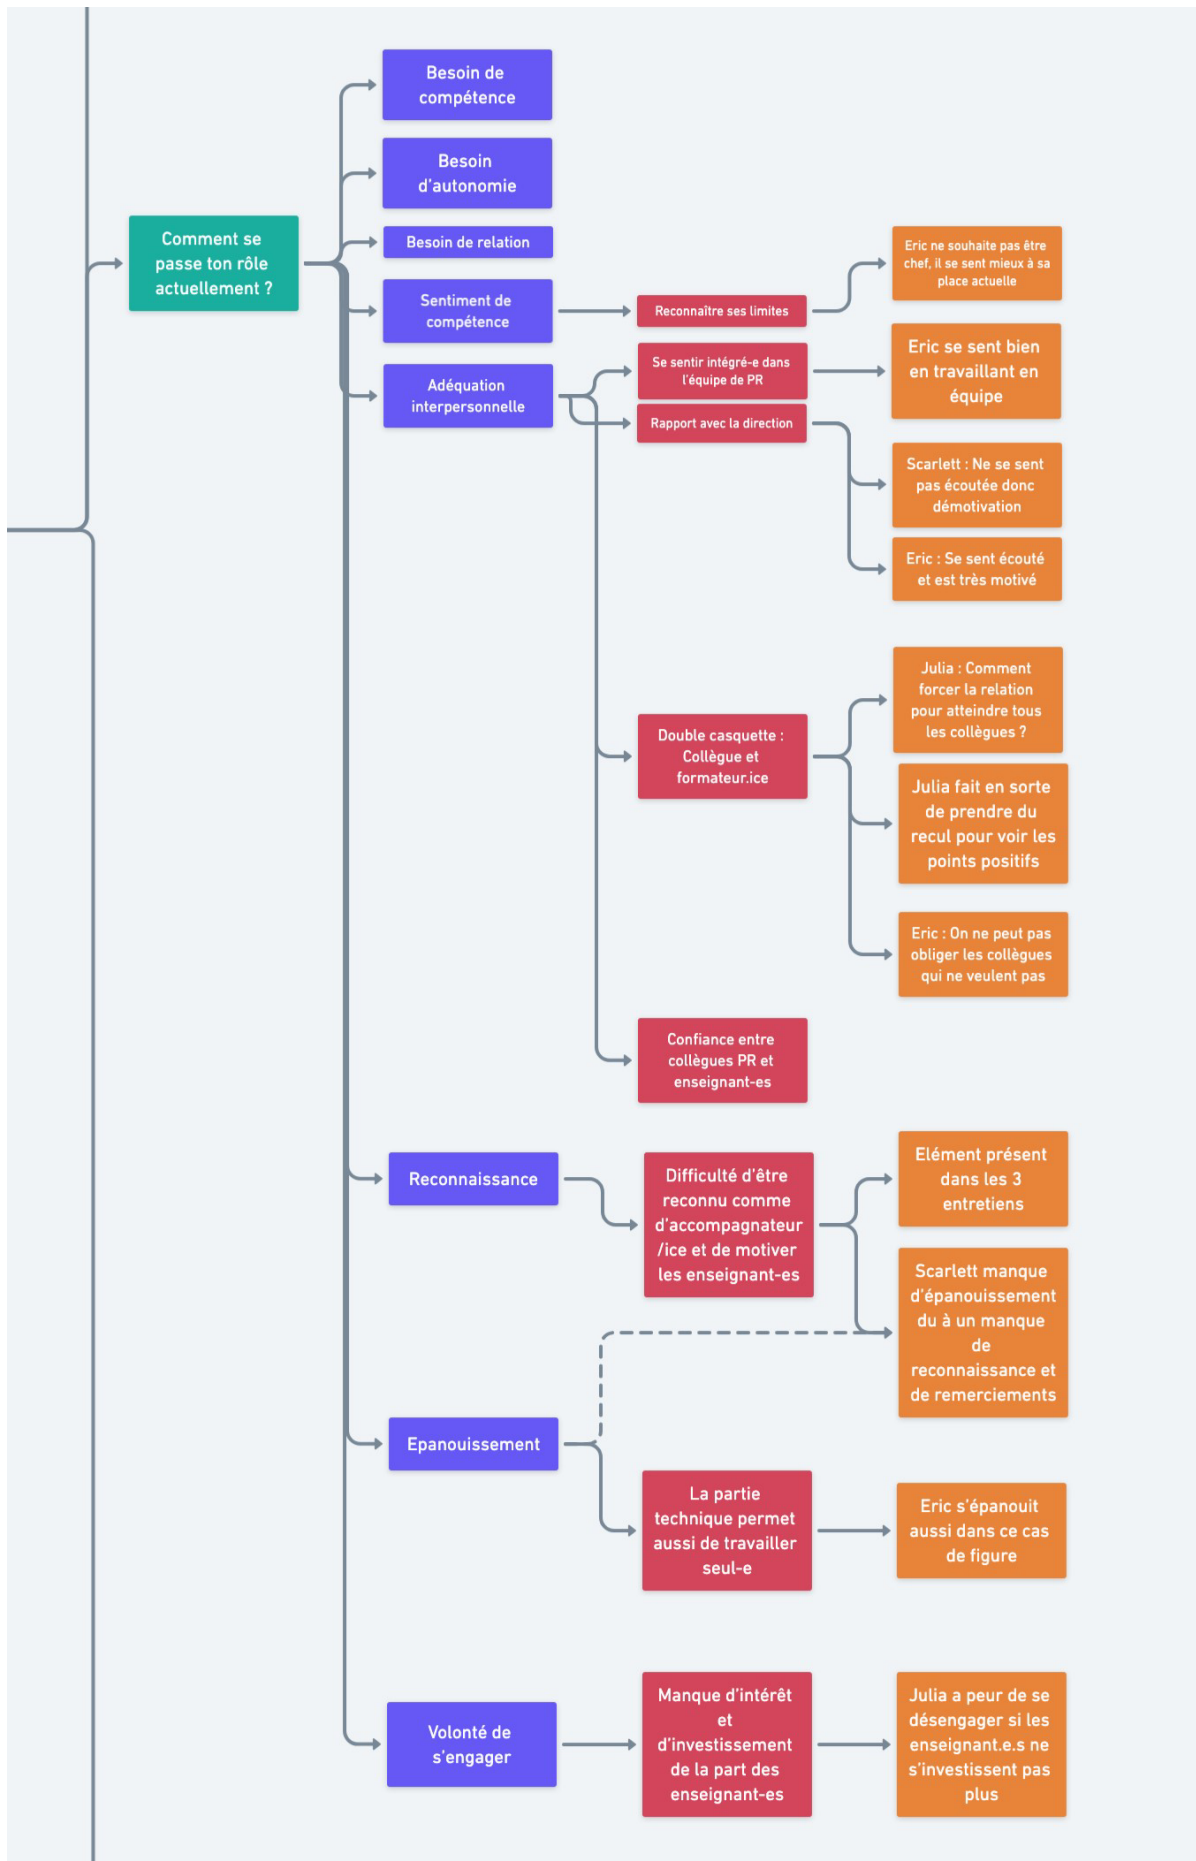 Besoin de
compétence
Besoin
d'autonomie
Comment se
passe ton rôle
actuellement ?
Besoin de relation
Eric ne souhaite pas être
chef, il se sent mieux à sa
place actuelle
Sentiment de
compétence
Reconnaître ses limites
Adéquation
interpersonnelle
Se sentir intégré-e dans
l'équipe de PR
Eric se sent bien
en travaillant en
équipe
Rapport avec la direction
Scarlett : Ne se sent
pas écoutée donc
démotivation
Eric : Se sent écouté
et est très motivé
Double casquette :
Collègue et
formateur.ice
Julia : Comment
forcer la relation
pour atteindre tous
les collègues ?
Julia fait en sorte
de prendre du
recul pour voir les
points positifs
Eric : On ne peut pas
obliger les collègues
qui ne veulent pas
Confiance entre
collègues PR et
enseignant-es
Reconnaissance
Difficulté d'être
reconnu comme
d'accompagnateur
/ice et de motiver
les enseignant-es
Elément présent
dans les 3
entretiens
Scarlett manque
d'épanouissement
du à un manque
de
reconnaissance et
de remerciements
Epanouissement
La partie
technique permet
aussi de travailler
seul-e
Eric s'épanouit
aussi dans ce cas
de figure
Volonté de
s'engager
Manque d'intérêt
et
d'investissement
de la part des
enseignant-es
Julia a peur de se
désengager si les
enseignant.e.s ne
s'investissent pas
plus